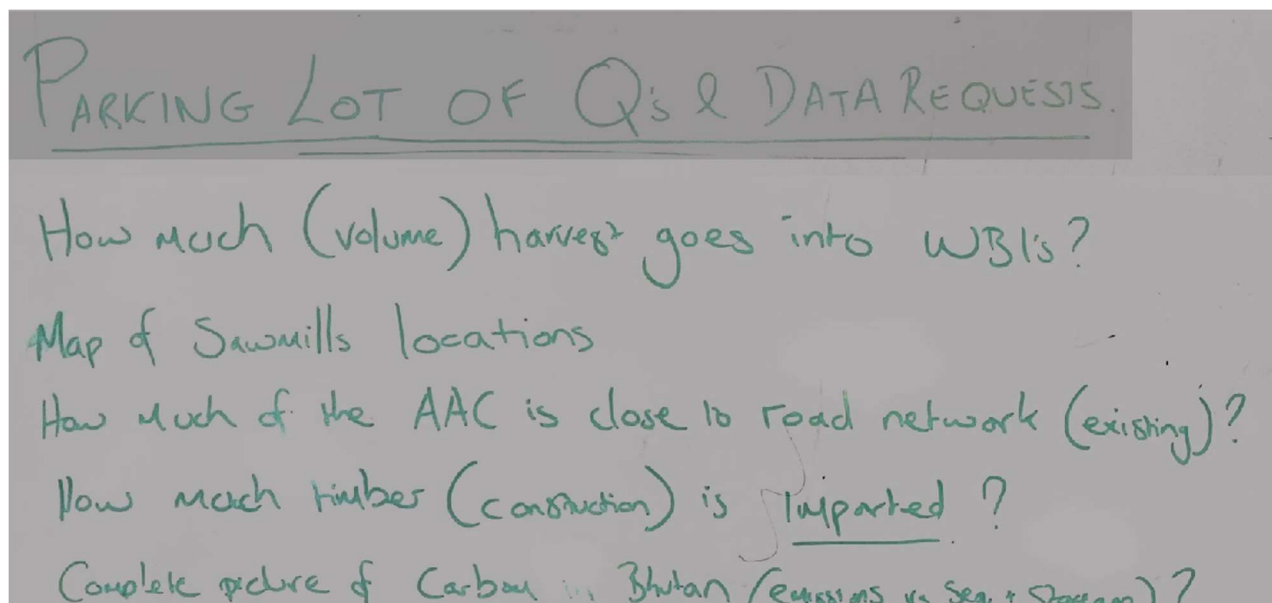 PARKING LOT OF Q's & DATA REQUESTS.
How much (volume) harvest goes into WBI's?
Map of Sawmills locations
How much of the AAC is close to road network (existing)?
How much timber (construction) is imported?
Complete picture of Carbon in Bhutan (emissions vs seq. + storage)?